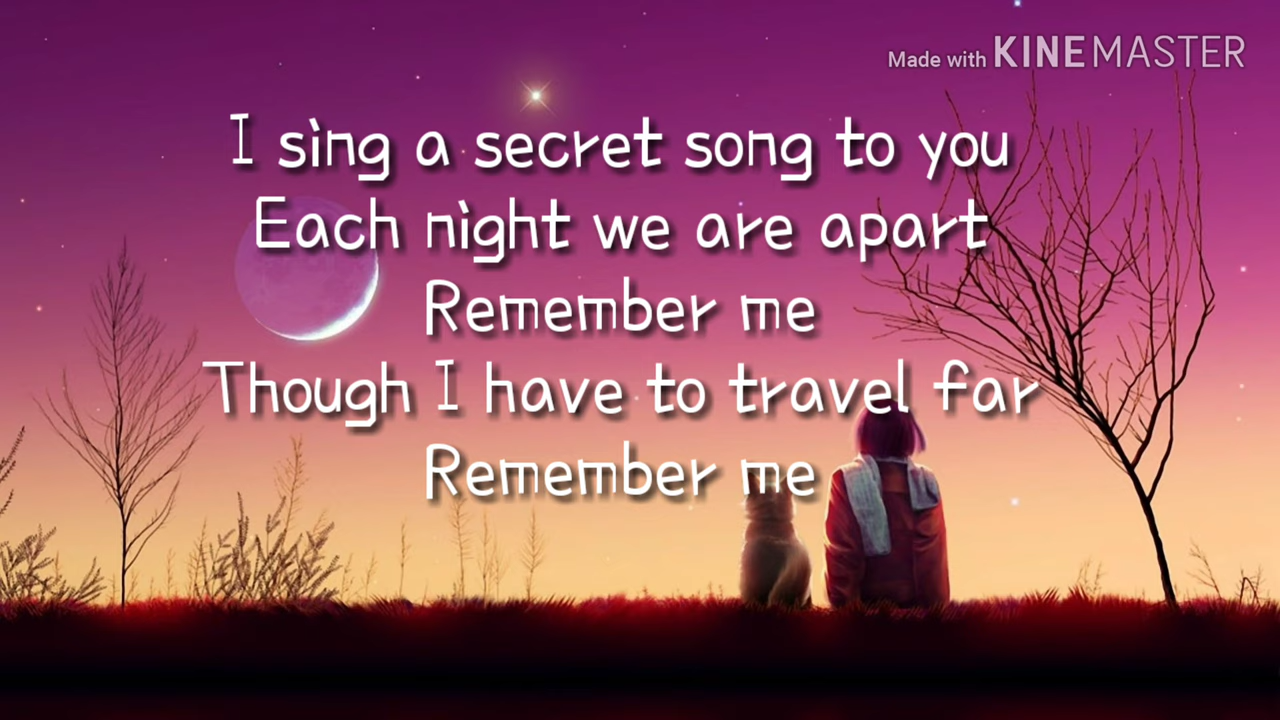 Made with KINEMASTER
I sing a secret song to you
Each night we are apart
Remember me
Though I have to travel far
Remember me